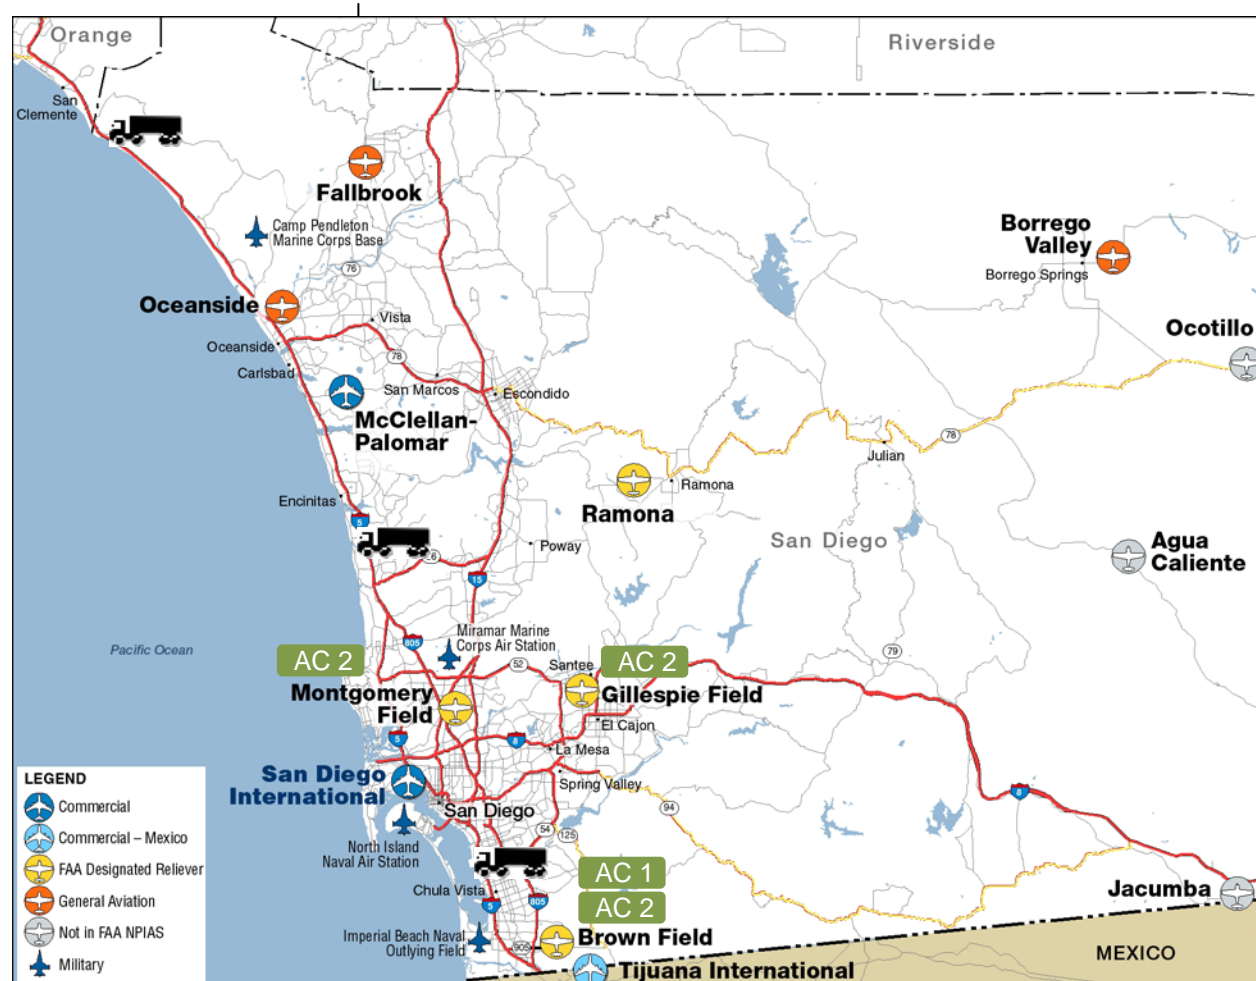 Orange
Riverside
San
Clemente
Fallbrook
Camp Pendleton
Marine Corps Base
76
Borrego
Valley
Borrego Springs
Oceanside
Vista
Ocotillo
Oceanside
78
Carlsbad
San Marcos
Escondido
McClellan-
Palomar
78
Julian
Ramona
Encinitas
Ramona
5
San Diego
Agua
Caliente
Poway
6
15
Miramar Marine
Corps Air Station
805
Pacific Ocean
79
AC 2
Santee
AC 2
52
Montgomery
Field
Gillespie Field
El Cajon
5
8
La Mesa
San Diego
International
Spring Valley
8
San Diego
94
North Island
Naval Air Station
54
125
AC 1
Chula Vista
AC 2
5
805
Jacumba
Imperial Beach Naval
Outlying Field
905
Brown Field
MEXICO
Tijuana International
LEGEND
Commercial
Commercial – Mexico
FAA Designated Reliever
General Aviation
Not in FAA NPIAS
Military